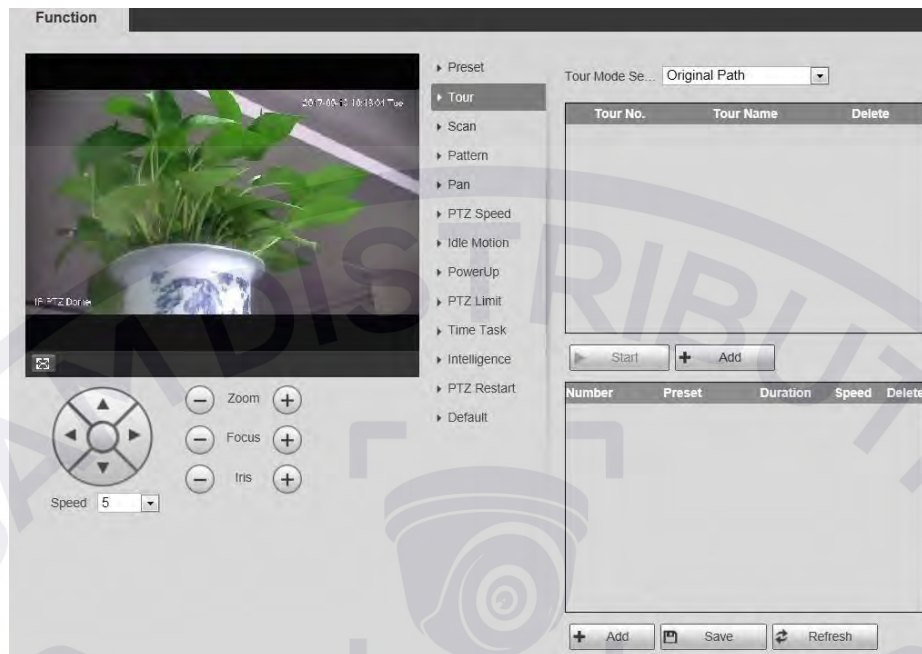 Function
IP PTZ Dome
Speed 5
Zoom
Focus
Iris
Preset
Tour
Scan
Pattern
Pan
PTZ Speed
Idle Motion
PowerUp
PTZ Limit
Time Task
Intelligence
PTZ Restart
Default
Tour Mode Se... Original Path
Tour No. Tour Name Delete
Start Add
Number Preset Duration Speed Delete
Add Save Refresh